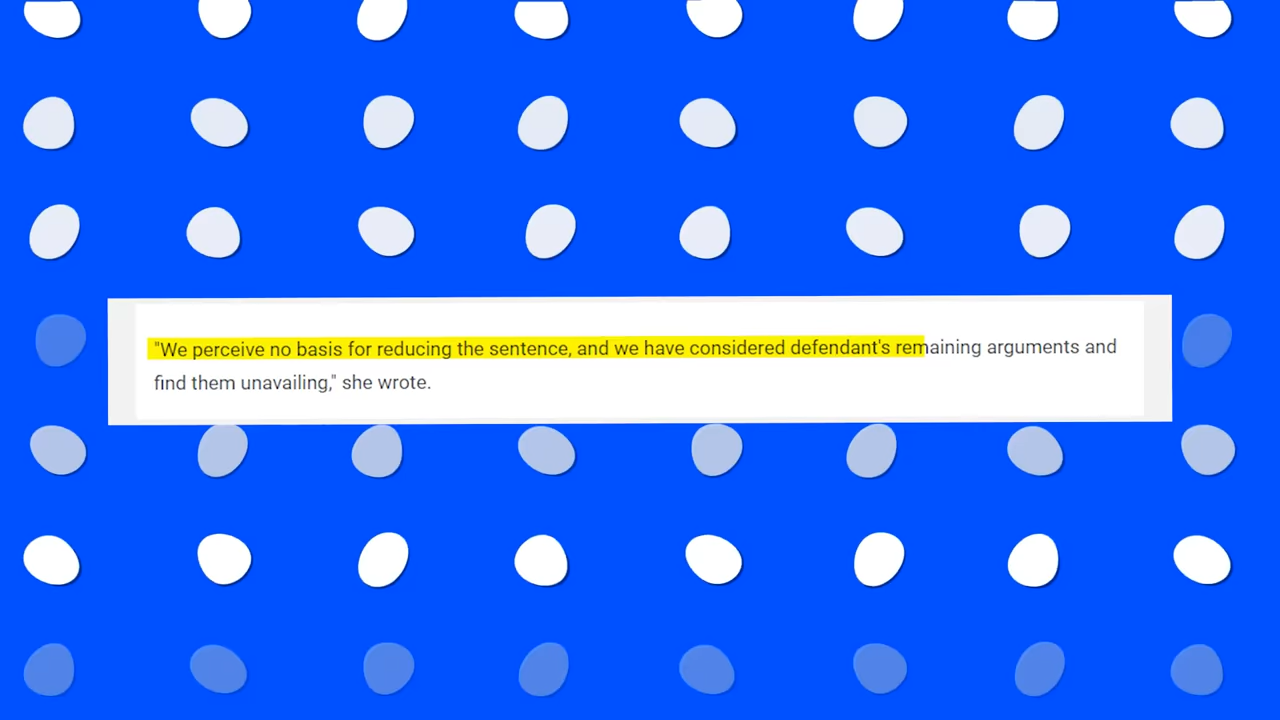 "We perceive no basis for reducing the sentence, and we have considered defendant's remaining arguments and
find them unavailing," she wrote.